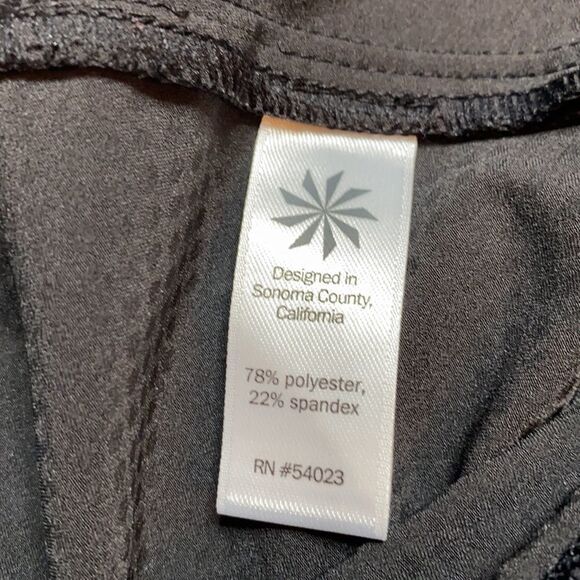 Designed in
Sonoma County,
California
78% polyester,
22% spandex
RN #54023